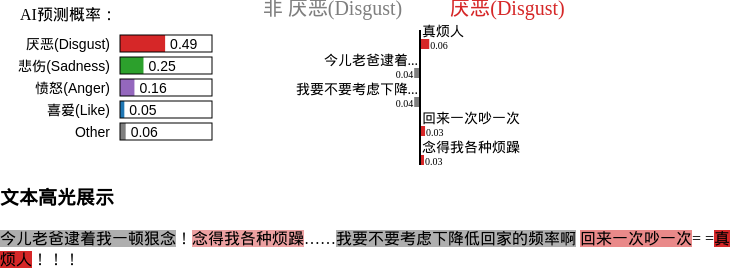 AI预测概率：
非 厌恶(Disgust) 厌恶(Disgust)
厌恶(Disgust) 0.49
悲伤(Sadness) 0.25
愤怒(Anger) 0.16
喜爱(Like) 0.05
Other 0.06
真烦人
0.06
今儿老爸逮着...
0.04
我要不要考虑下降...
0.04
回来一次吵一次
0.03
念得我各种烦躁
0.03
文本高光展示
今儿老爸逮着我一顿狠念！念得我各种烦躁……我要不要考虑下降低回家的频率啊 回来一次吵一次= =真
烦人！！！